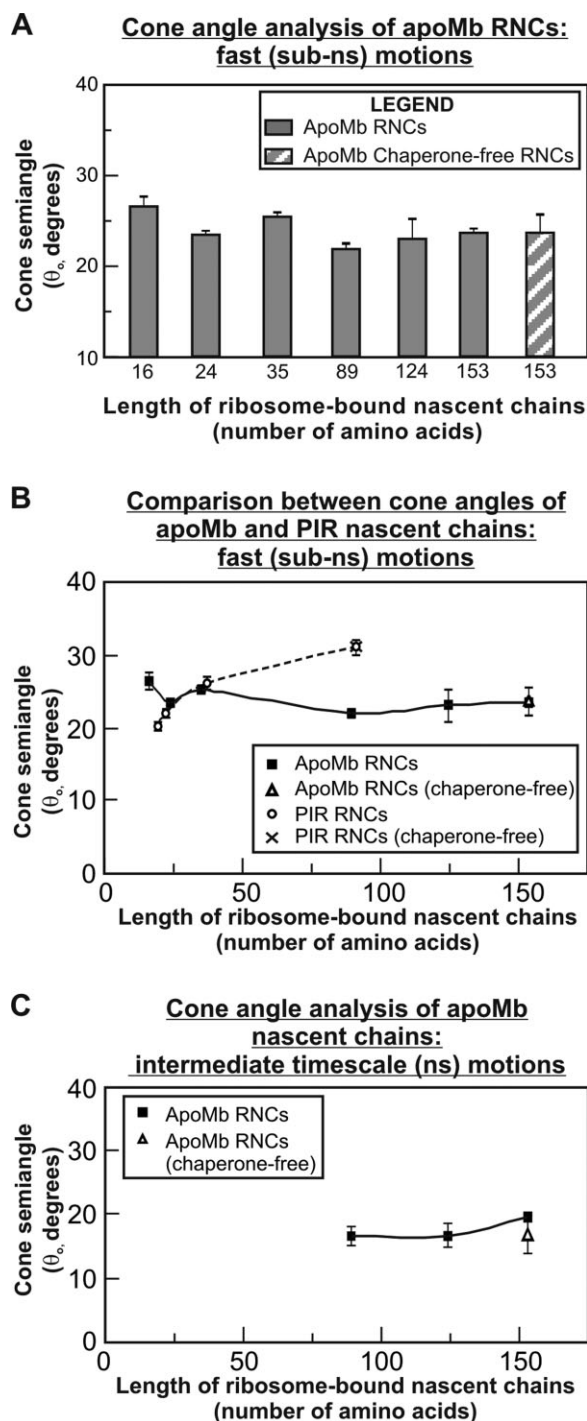 A
Cone angle analysis of apoMb RNCs:
fast (sub-ns) motions
LEGEND
ApoMb RNCs
ApoMb Chaperone-free RNCs
Cone semiangle
(θo, degrees)
40
30
20
10
16 24 35 89 124 153 153
Length of ribosome-bound nascent chains
(number of amino acids)
B
Comparison between cone angles of
apoMb and PIR nascent chains:
fast (sub-ns) motions
Cone semiangle
(θo, degrees)
40
30
20
10
0
ApoMb RNCs
ApoMb RNCs (chaperone-free)
PIR RNCs
PIR RNCs (chaperone-free)
0 50 100 150
Length of ribosome-bound nascent chains
(number of amino acids)
C
Cone angle analysis of apoMb
nascent chains:
intermediate timescale (ns) motions
Cone semiangle
(θo, degrees)
40
30
20
10
0
ApoMb RNCs
ApoMb RNCs
(chaperone-free)
0 50 100 150
Length of ribosome-bound nascent chains
(number of amino acids)